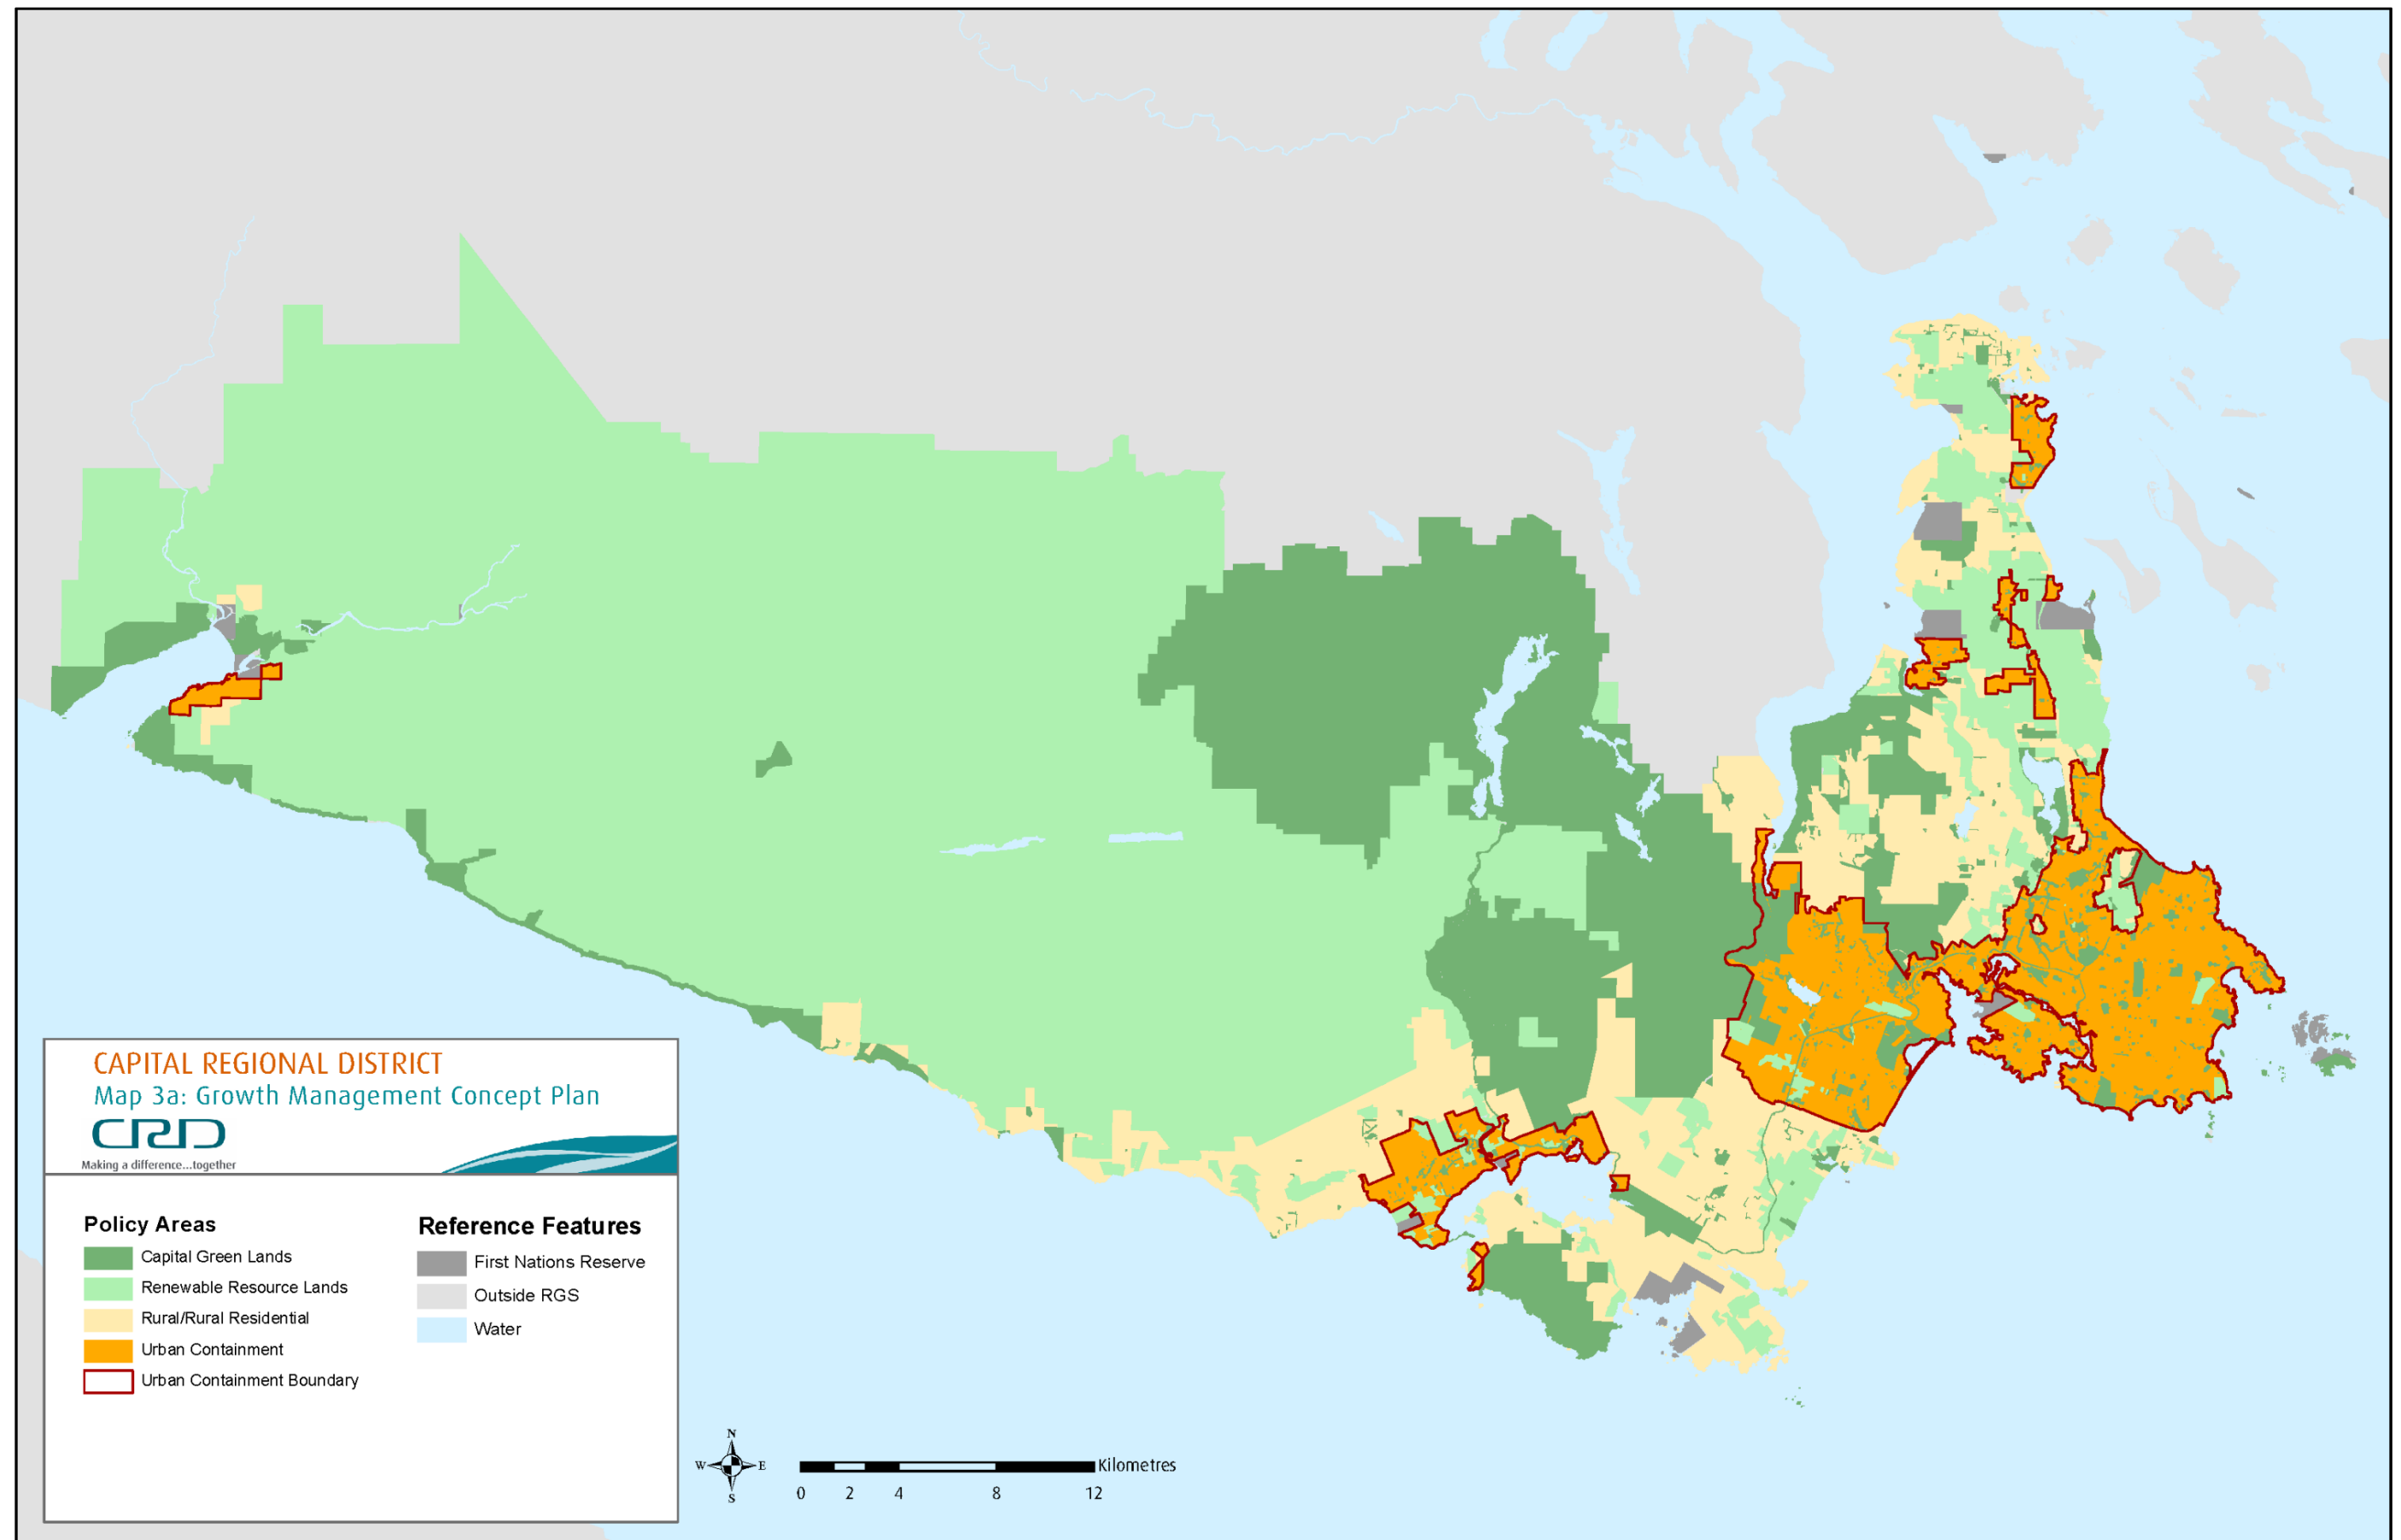 CAPITAL REGIONAL DISTRICT
Map 3a: Growth Management Concept Plan
CRD
Making a difference...together
Policy Areas
Capital Green Lands
Renewable Resource Lands
Rural/Rural Residential
Urban Containment
Urban Containment Boundary
Reference Features
First Nations Reserve
Outside RGS
Water
N
W E
S
Kilometres
0 2 4 8 12